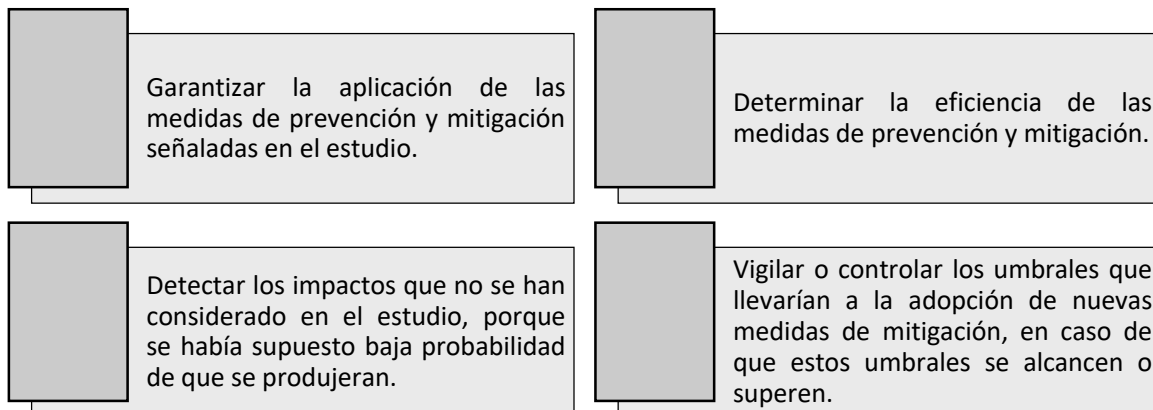 Garantizar la aplicación de las
medidas de prevención y mitigación
señaladas en el estudio.
Determinar la eficiencia de las
medidas de prevención y mitigación.
Detectar los impactos que no se han
considerado en el estudio, porque
se había supuesto baja probabilidad
de que se produjeran.
Vigilar o controlar los umbrales que
llevarían a la adopción de nuevas
medidas de mitigación, en caso de
que estos umbrales se alcancen o
superen.